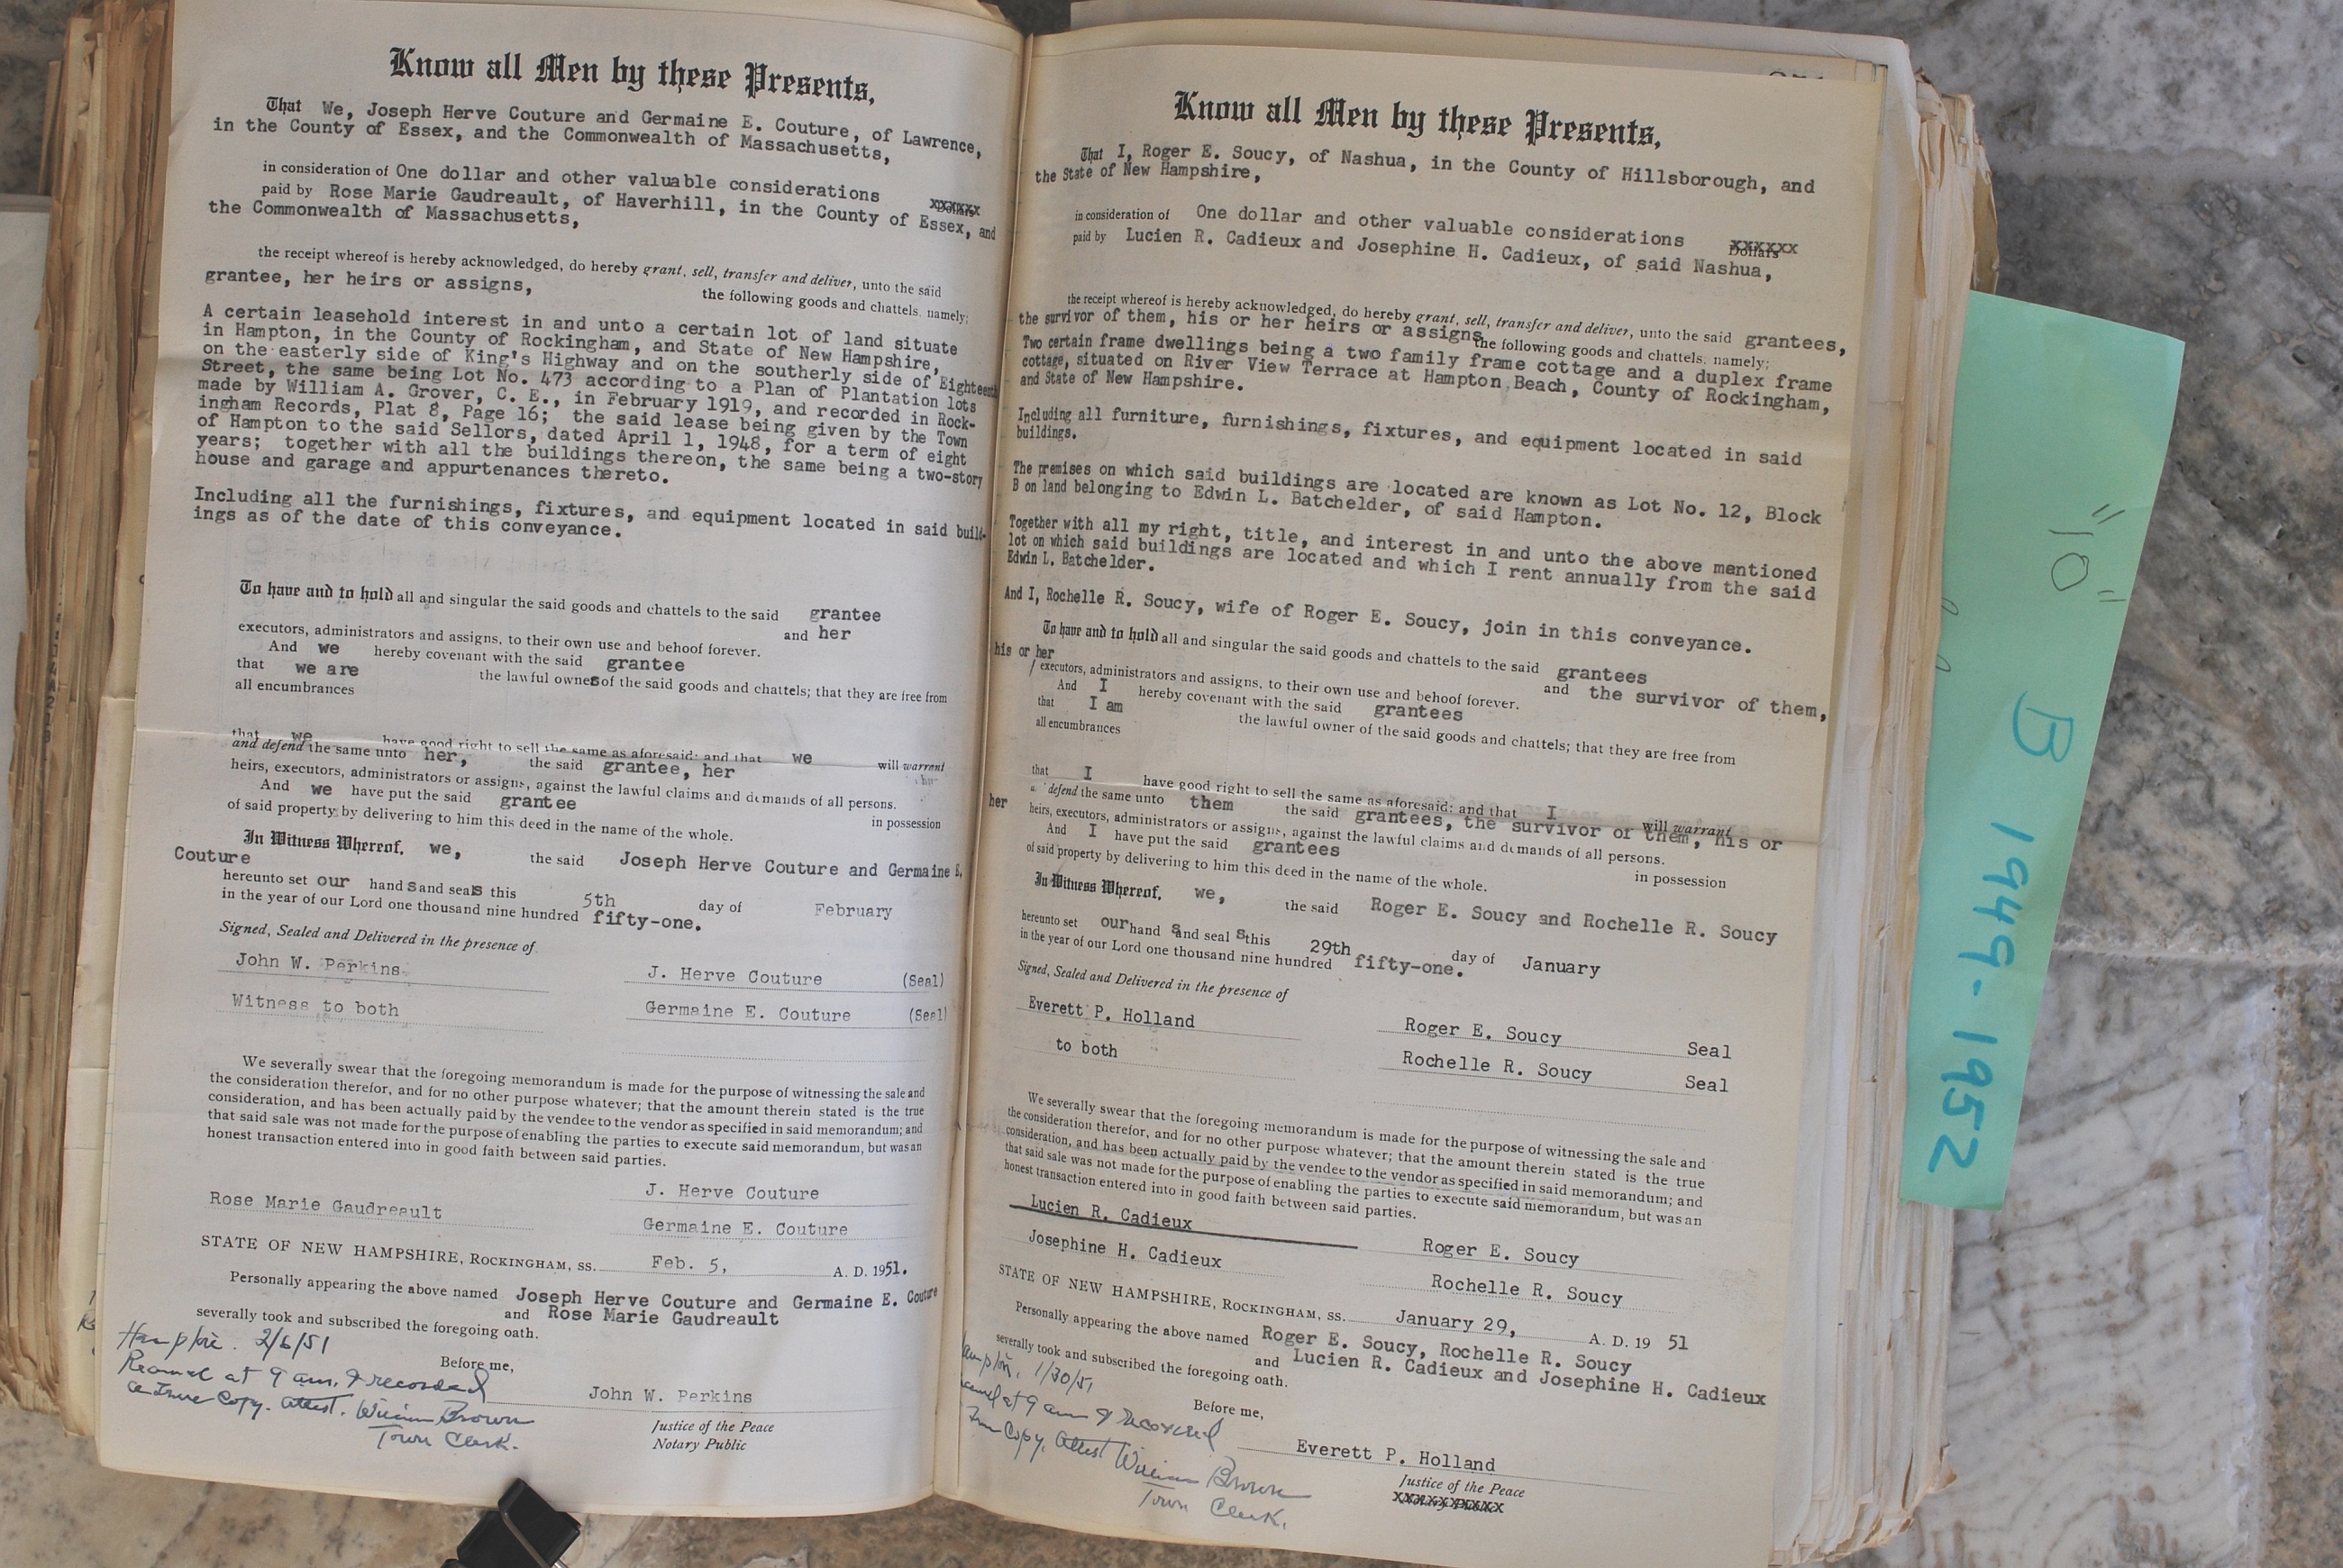 Know all Men by these Presents,
That We, Joseph Herve Couture and Germaine E. Couture, of Lawrence,
in the County of Essex, and the Commonwealth of Massachusetts,
in consideration of One dollar and other valuable considerations xxxxxx Dollars
paid by Rose Marie Gaudreault, of Haverhill, in the County of Essex, and
the Commonwealth of Massachusetts,
the receipt whereof is hereby acknowledged, do hereby grant, sell, transfer and deliver, unto the said
grantee, her heirs or assigns, the following goods and chattels, namely;
A certain leasehold interest in and unto a certain lot of land situate
in Hampton, in the County of Rockingham, and State of New Hampshire,
on the easterly side of King's Highway and on the southerly side of Eighteenth
Street, the same being Lot No. 473 according to a Plan of Plantation lots
made by William A. Grover, C. E., in February 1919, and recorded in Rock-
ingham Records, Plat 8, Page 16; the said lease being given by the Town
of Hampton to the said Sellors, dated April 1, 1948, for a term of eight
years; together with all the buildings thereon, the same being a two-story
house and garage and appurtenances thereto.
Including all the furnishings, fixtures, and equipment located in said build-
ings as of the date of this conveyance.
To have and to hold all and singular the said goods and chattels to the said grantee
and her
executors, administrators and assigns, to their own use and behoof forever.
And we hereby covenant with the said grantee
that we are the lawful owners of the said goods and chattels; that they are free from
all encumbrances
that we have good right to sell the same as aforesaid; and that we will warrant
and defend the same unto her, the said grantee, her
heirs, executors, administrators or assigns, against the lawful claims and demands of all persons.
And we have put the said grantee in possession
of said property by delivering to him this deed in the name of the whole.
In Witness Whereof, we, the said Joseph Herve Couture and Germaine E.
Couture
hereunto set our hands and seals this 5th day of February
in the year of our Lord one thousand nine hundred fifty-one.
Signed, Sealed and Delivered in the presence of
John W. Perkins J. Herve Couture (Seal)
Witness to both Germaine E. Couture (Seal)
We severally swear that the foregoing memorandum is made for the purpose of witnessing the sale and
the consideration therefor, and for no other purpose whatever; that the amount therein stated is the true
consideration, and has been actually paid by the vendee to the vendor as specified in said memorandum; and
that said sale was not made for the purpose of enabling the parties to execute said memorandum, but was an
honest transaction entered into in good faith between said parties.
J. Herve Couture
Rose Marie Gaudreault Germaine E. Couture
STATE OF NEW HAMPSHIRE, ROCKINGHAM, SS. Feb. 5, A. D. 1951.
Personally appearing the above named Joseph Herve Couture and Germaine E. Couture
and Rose Marie Gaudreault
severally took and subscribed the foregoing oath.
Before me,
Hampton. 2/6/51
Received at 9 am. & recorded
a true copy. Attest. William Brown
Town Clerk.
John W. Perkins
Justice of the Peace
Notary Public
Know all Men by these Presents,
That I, Roger E. Soucy, of Nashua, in the County of Hillsborough, and
the State of New Hampshire,
in consideration of One dollar and other valuable considerations xxxxxx Dollars
paid by Lucien R. Cadieux and Josephine H. Cadieux, of said Nashua,
the receipt whereof is hereby acknowledged, do hereby grant, sell, transfer and deliver, unto the said grantees,
the survivor of them, his or her heirs or assigns, the following goods and chattels, namely;
Two certain frame dwellings being a two family frame cottage and a duplex frame
cottage, situated on River View Terrace at Hampton Beach, County of Rockingham,
and State of New Hampshire.
Including all furniture, furnishings, fixtures, and equipment located in said
buildings.
The premises on which said buildings are located are known as Lot No. 12, Block
B on land belonging to Edwin L. Batchelder, of said Hampton.
Together with all my right, title, and interest in and unto the above mentioned
lot on which said buildings are located and which I rent annually from the said
Edwin L. Batchelder.
And I, Rochelle R. Soucy, wife of Roger E. Soucy, join in this conveyance.
To have and to hold all and singular the said goods and chattels to the said grantees
and the survivor of them,
his or her
/ executors, administrators and assigns, to their own use and behoof forever.
And I hereby covenant with the said grantees
that I am the lawful owner of the said goods and chattels; that they are free from
all encumbrances
that I have good right to sell the same as aforesaid; and that I will warrant
defend the same unto them the said grantees, the survivor of them, his or
her heirs, executors, administrators or assigns, against the lawful claims and demands of all persons.
And I have put the said grantees in possession
of said property by delivering to him this deed in the name of the whole.
In Witness Whereof, we, the said Roger E. Soucy and Rochelle R. Soucy
hereunto set our hand s and seal s this 29th day of January
in the year of our Lord one thousand nine hundred fifty-one.
Signed, Sealed and Delivered in the presence of
Everett P. Holland Roger E. Soucy Seal
to both Rochelle R. Soucy Seal
We severally swear that the foregoing memorandum is made for the purpose of witnessing the sale and
the consideration therefor, and for no other purpose whatever; that the amount therein stated is the true
consideration, and has been actually paid by the vendee to the vendor as specified in said memorandum; and
that said sale was not made for the purpose of enabling the parties to execute said memorandum, but was an
honest transaction entered into in good faith between said parties.
Lucien R. Cadieux Roger E. Soucy
Josephine H. Cadieux Rochelle R. Soucy
STATE OF NEW HAMPSHIRE, ROCKINGHAM, SS. January 29, A. D. 19 51
Personally appearing the above named Roger E. Soucy, Rochelle R. Soucy
and Lucien R. Cadieux and Josephine H. Cadieux
severally took and subscribed the foregoing oath.
Before me,
ampton. 1/30/51
at 9 am & recorded
True Copy. Attest William Brown
Town Clerk.
Everett P. Holland
Justice of the Peace
xxxxxxxxxx
"10"
B 1949-1952